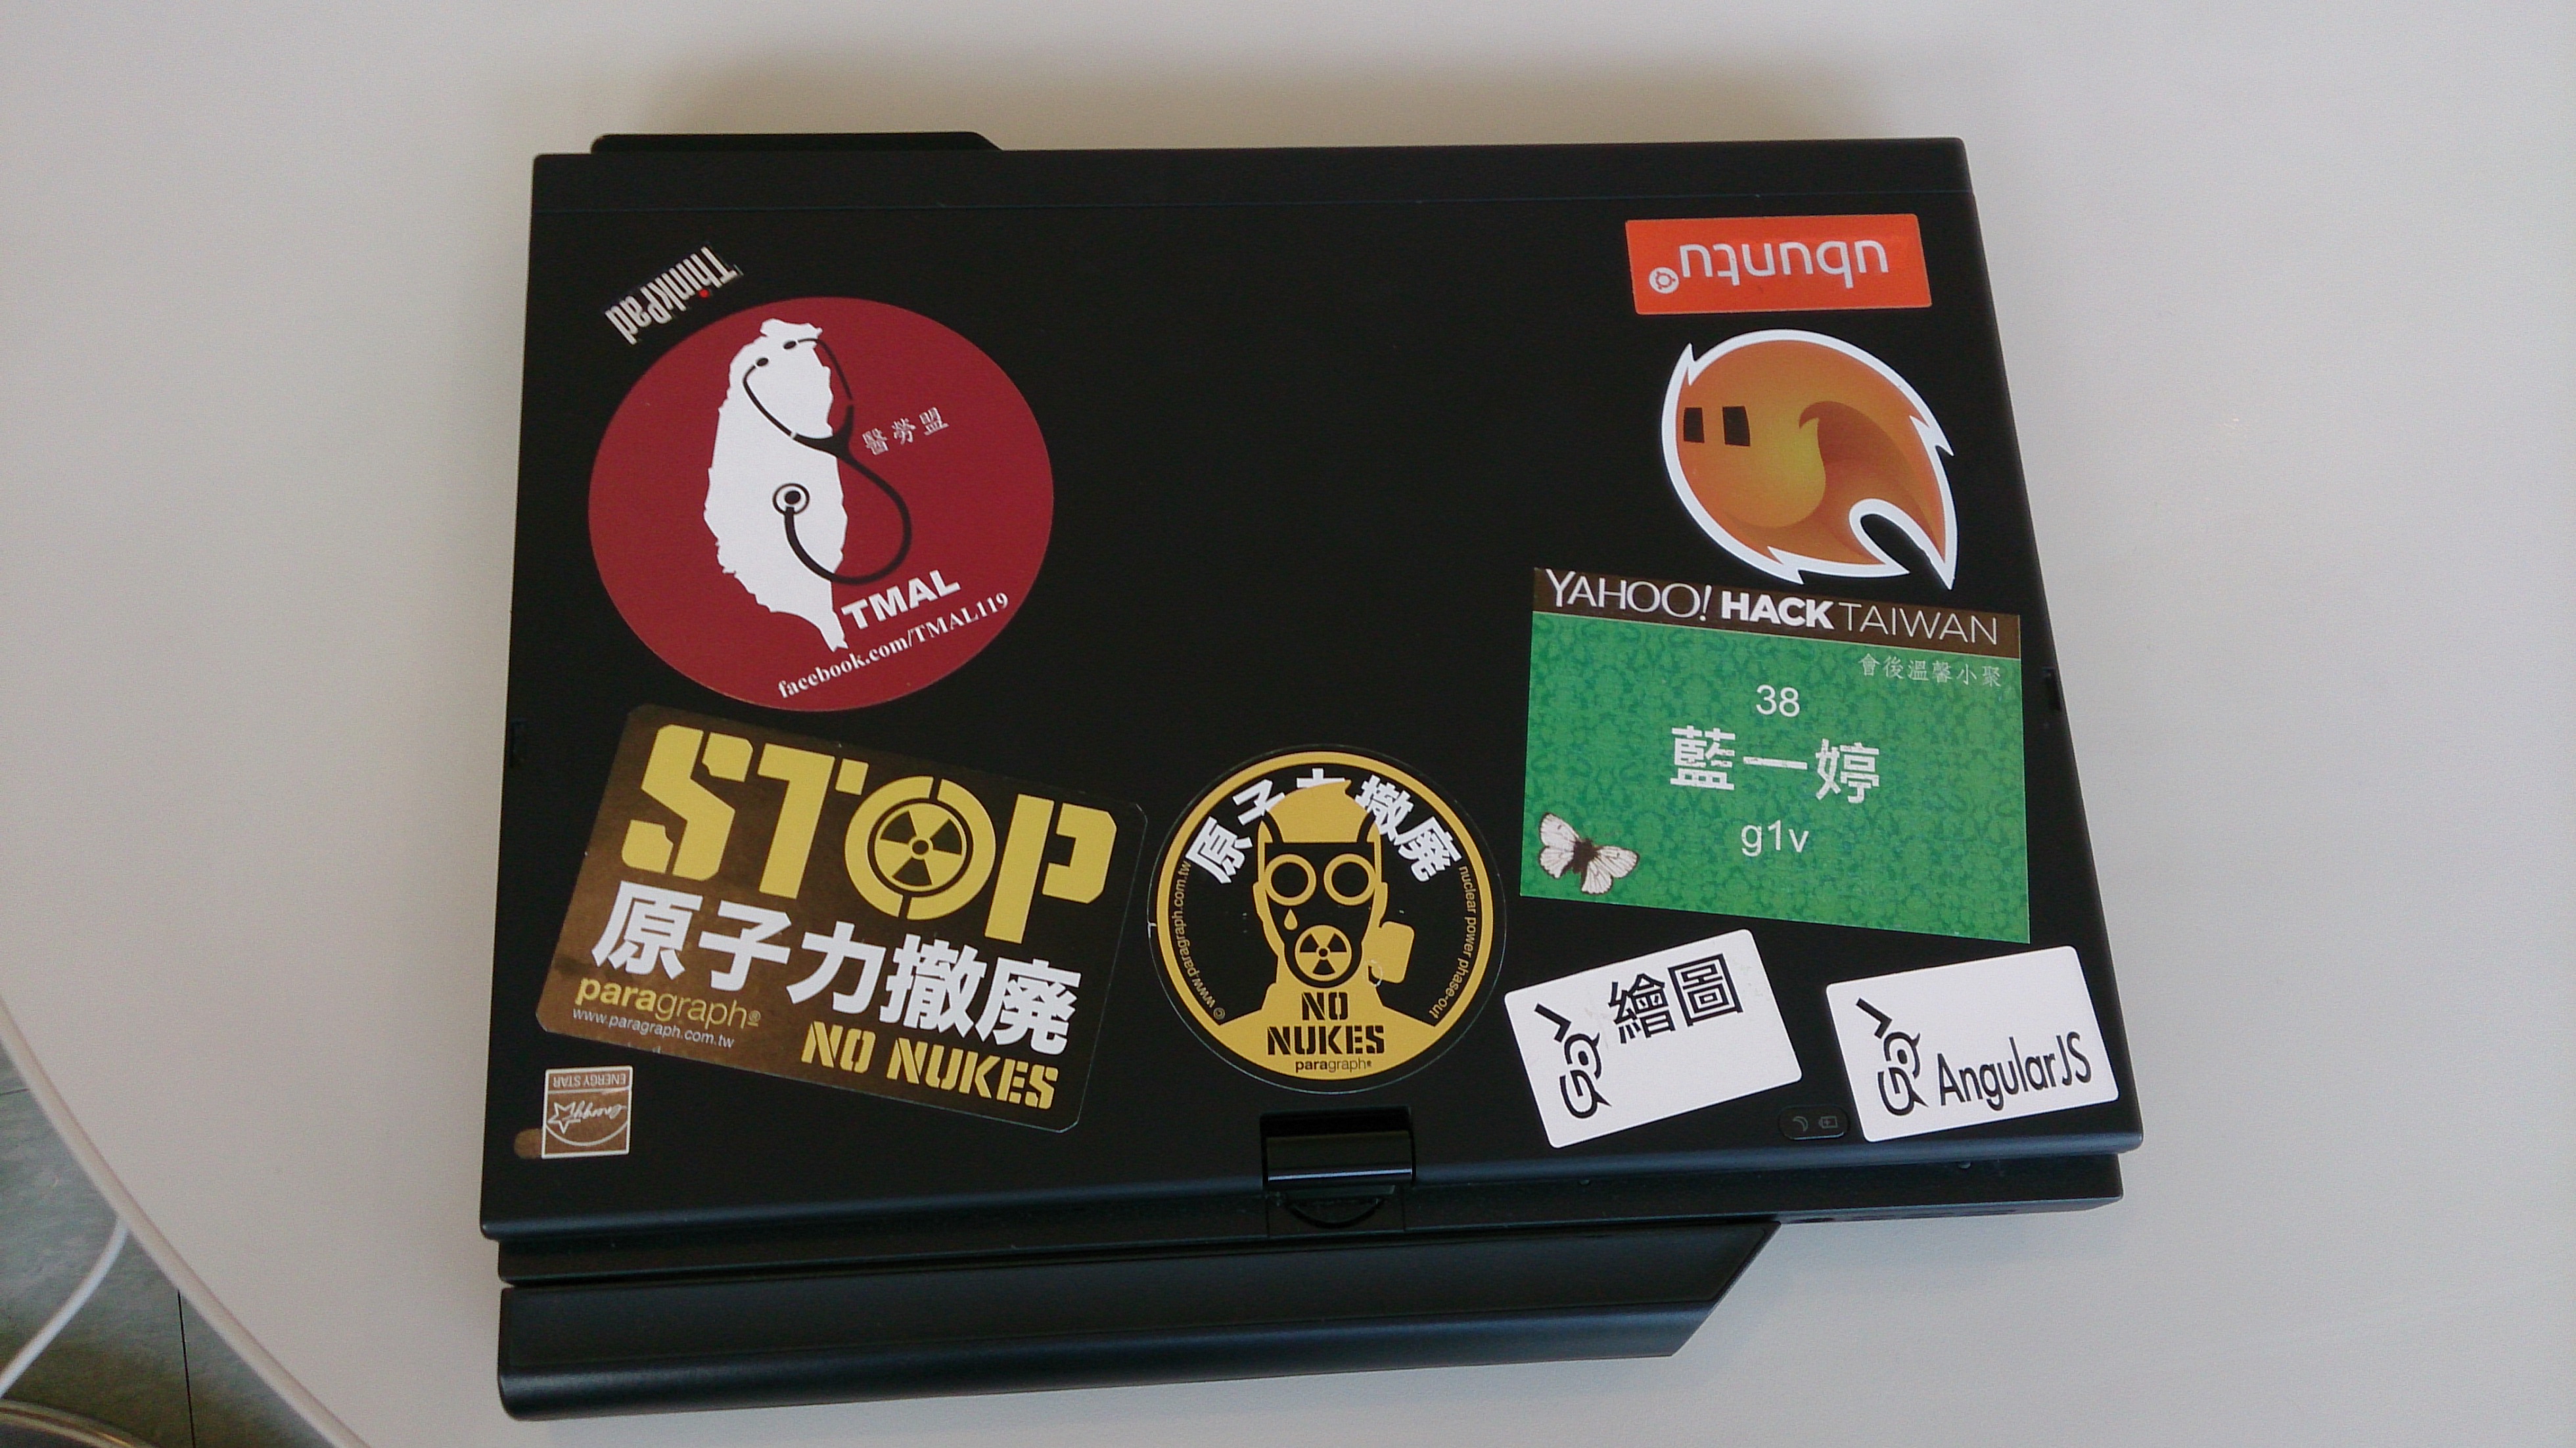 ThinkPad
ubuntu
醫勞盟
TMAL
facebook.com/TMAL119
YAHOO! HACK TAIWAN
會後溫馨小聚
38
藍一婷
g1v
STOP
原子力撤廃
paragraph®
www.paragraph.com.tw
NO NUKES
原子力撤廃
©www.paragraph.com.tw
nuclear power phase-out
NO
NUKES
paragraph®
g0v
繪圖
g0v
AngularJS
ENERGY STAR
energy